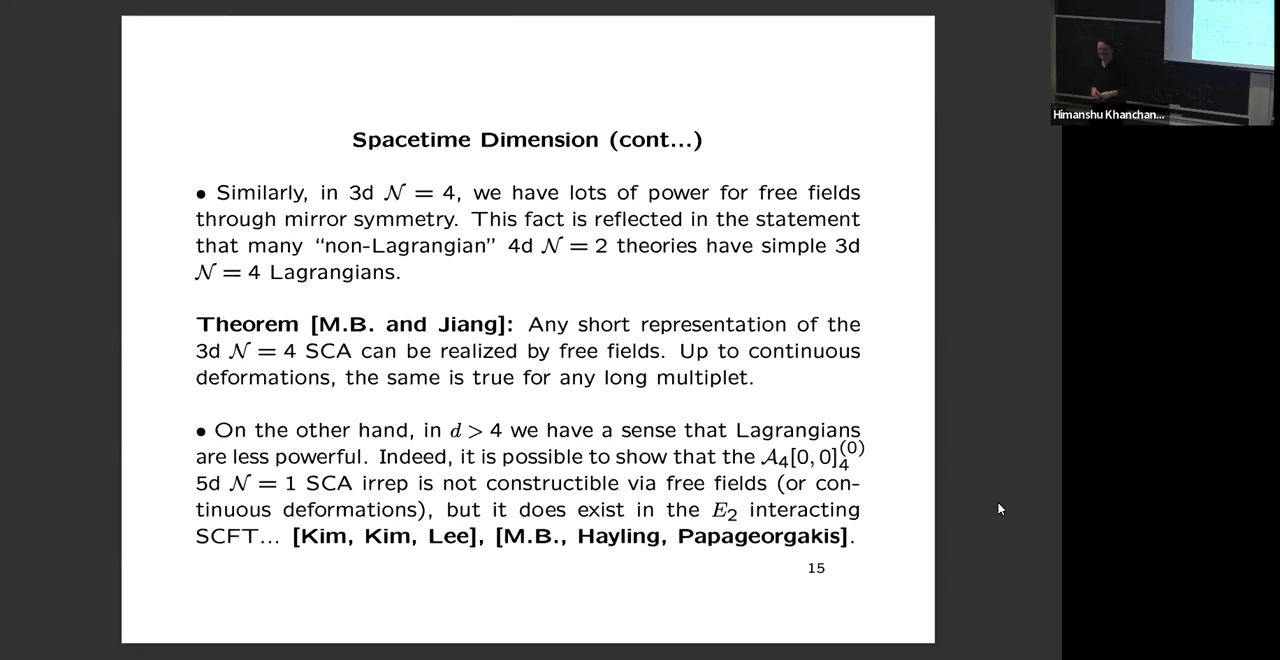 Spacetime Dimension (cont...)
• Similarly, in 3d 𝒩 = 4, we have lots of power for free fields
through mirror symmetry. This fact is reflected in the statement
that many “non-Lagrangian” 4d 𝒩 = 2 theories have simple 3d
𝒩 = 4 Lagrangians.
Theorem [M.B. and Jiang]: Any short representation of the
3d 𝒩 = 4 SCA can be realized by free fields. Up to continuous
deformations, the same is true for any long multiplet.
• On the other hand, in d > 4 we have a sense that Lagrangians
are less powerful. Indeed, it is possible to show that the 𝒜₄[0, 0]₄⁽⁰⁾
5d 𝒩 = 1 SCA irrep is not constructible via free fields (or con-
tinuous deformations), but it does exist in the E₂ interacting
SCFT... [Kim, Kim, Lee], [M.B., Hayling, Papageorgakis].
15
Himanshu Khanchan...